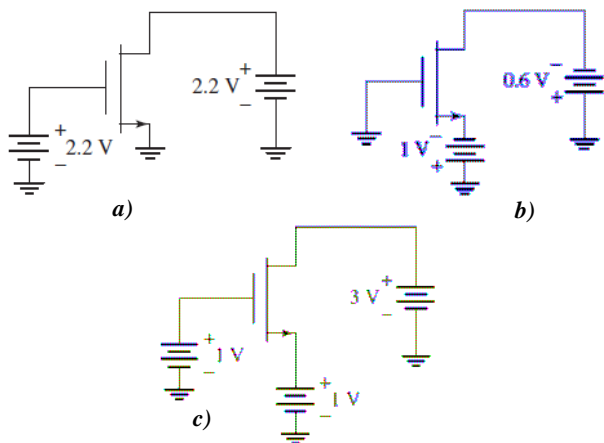 +
2.2 V
−
+
2.2 V
−
a)
−
0.6 V
+
−
1 V
+
b)
+
3 V
−
+
1 V
−
+
1 V
−
c)